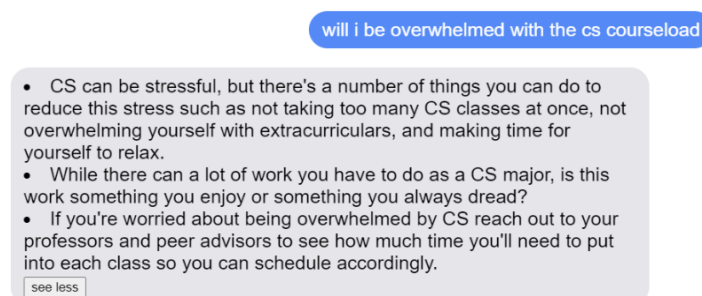 will i be overwhelmed with the cs courseload
• CS can be stressful, but there's a number of things you can do to
reduce this stress such as not taking too many CS classes at once, not
overwhelming yourself with extracurriculars, and making time for
yourself to relax.
• While there can a lot of work you have to do as a CS major, is this
work something you enjoy or something you always dread?
• If you're worried about being overwhelmed by CS reach out to your
professors and peer advisors to see how much time you'll need to put
into each class so you can schedule accordingly.
see less